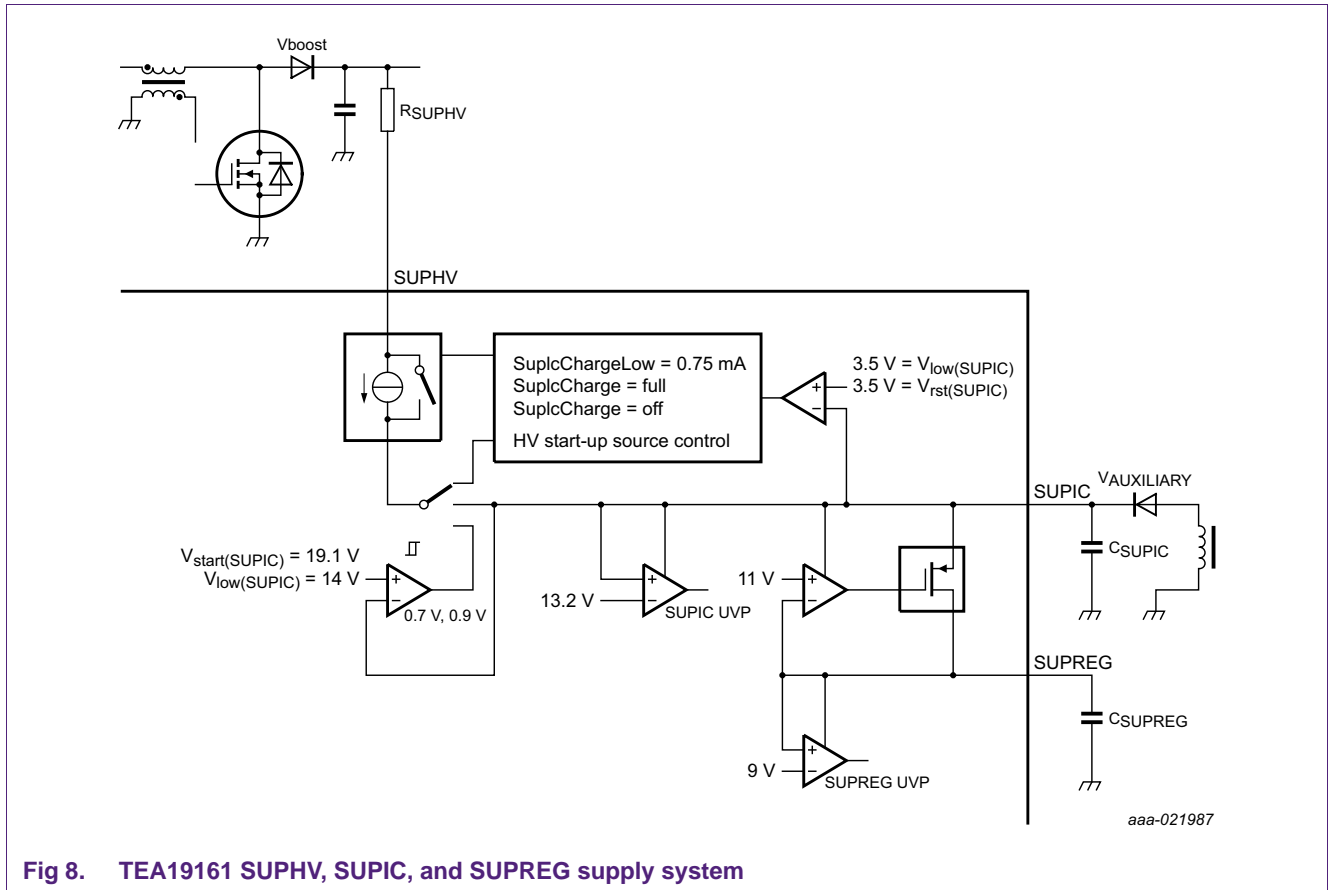 Vboost
RSUPHV
SUPHV
SupIcChargeLow = 0.75 mA
SupIcCharge = full
SupIcCharge = off
HV start-up source control
3.5 V = Vlow(SUPIC)
3.5 V = Vrst(SUPIC)
VAUXILIARY
SUPIC
CSUPIC
Vstart(SUPIC) = 19.1 V
Vlow(SUPIC) = 14 V
+
−
0.7 V, 0.9 V
13.2 V
+
−
SUPIC UVP
11 V
+
−
+
−
SUPREG
CSUPREG
9 V
+
−
SUPREG UVP
aaa-021987
Fig 8. TEA19161 SUPHV, SUPIC, and SUPREG supply system